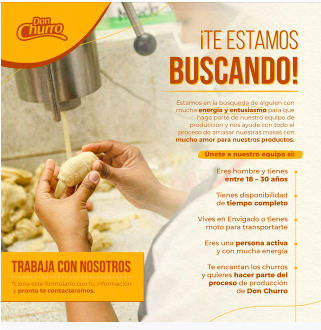 Don
Churro
¡TE ESTAMOS
BUSCANDO!
Estamos en la búsqueda de alguien con
mucha energía y entusiasmo para que
haga parte de nuestro equipo de
producción y nos ayude con todo el
proceso de amasar nuestras masas con
mucho amor para nuestros productos.
Únete a nuestro equipo si:
Eres hombre y tienes
entre 18 – 30 años
Tienes disponibilidad
de tiempo completo
Vives en Envigado o tienes
moto para transportarte
Eres una persona activa
y con mucha energía
Te encantan los churros
y quieres hacer parte del
proceso de producción
de Don Churro
TRABAJA CON NOSOTROS
*Llena este formulario con tu información
y pronto te contactaremos.